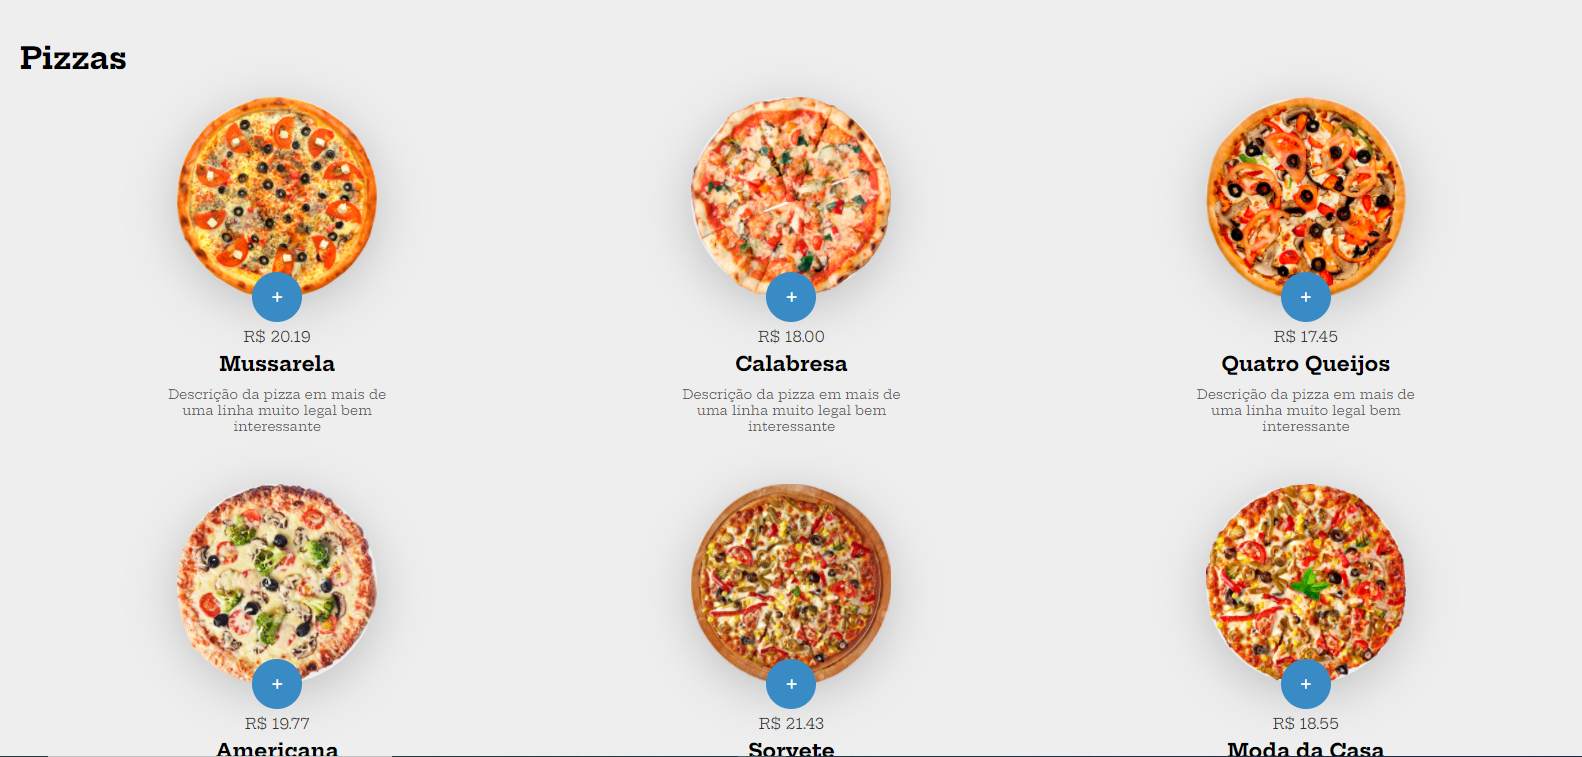 Pizzas
+
+
+
R$ 20.19
R$ 18.00
R$ 17.45
Mussarela
Calabresa
Quatro Queijos
Descrição da pizza em mais de
uma linha muito legal bem
interessante
Descrição da pizza em mais de
uma linha muito legal bem
interessante
Descrição da pizza em mais de
uma linha muito legal bem
interessante
+
+
+
R$ 19.77
R$ 21.43
R$ 18.55
Americana
Sorvete
Moda da Casa